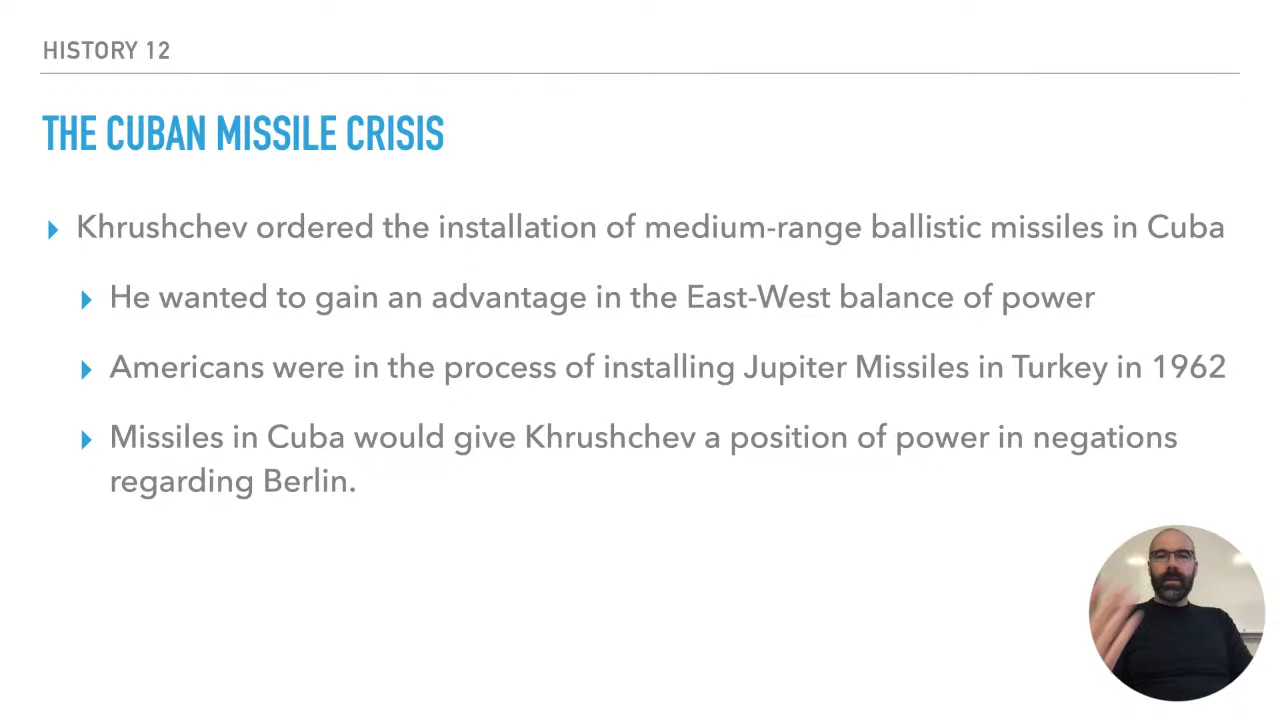 HISTORY 12
THE CUBAN MISSILE CRISIS
Khrushchev ordered the installation of medium-range ballistic missiles in Cuba
He wanted to gain an advantage in the East-West balance of power
Americans were in the process of installing Jupiter Missiles in Turkey in 1962
Missiles in Cuba would give Khrushchev a position of power in negations
regarding Berlin.